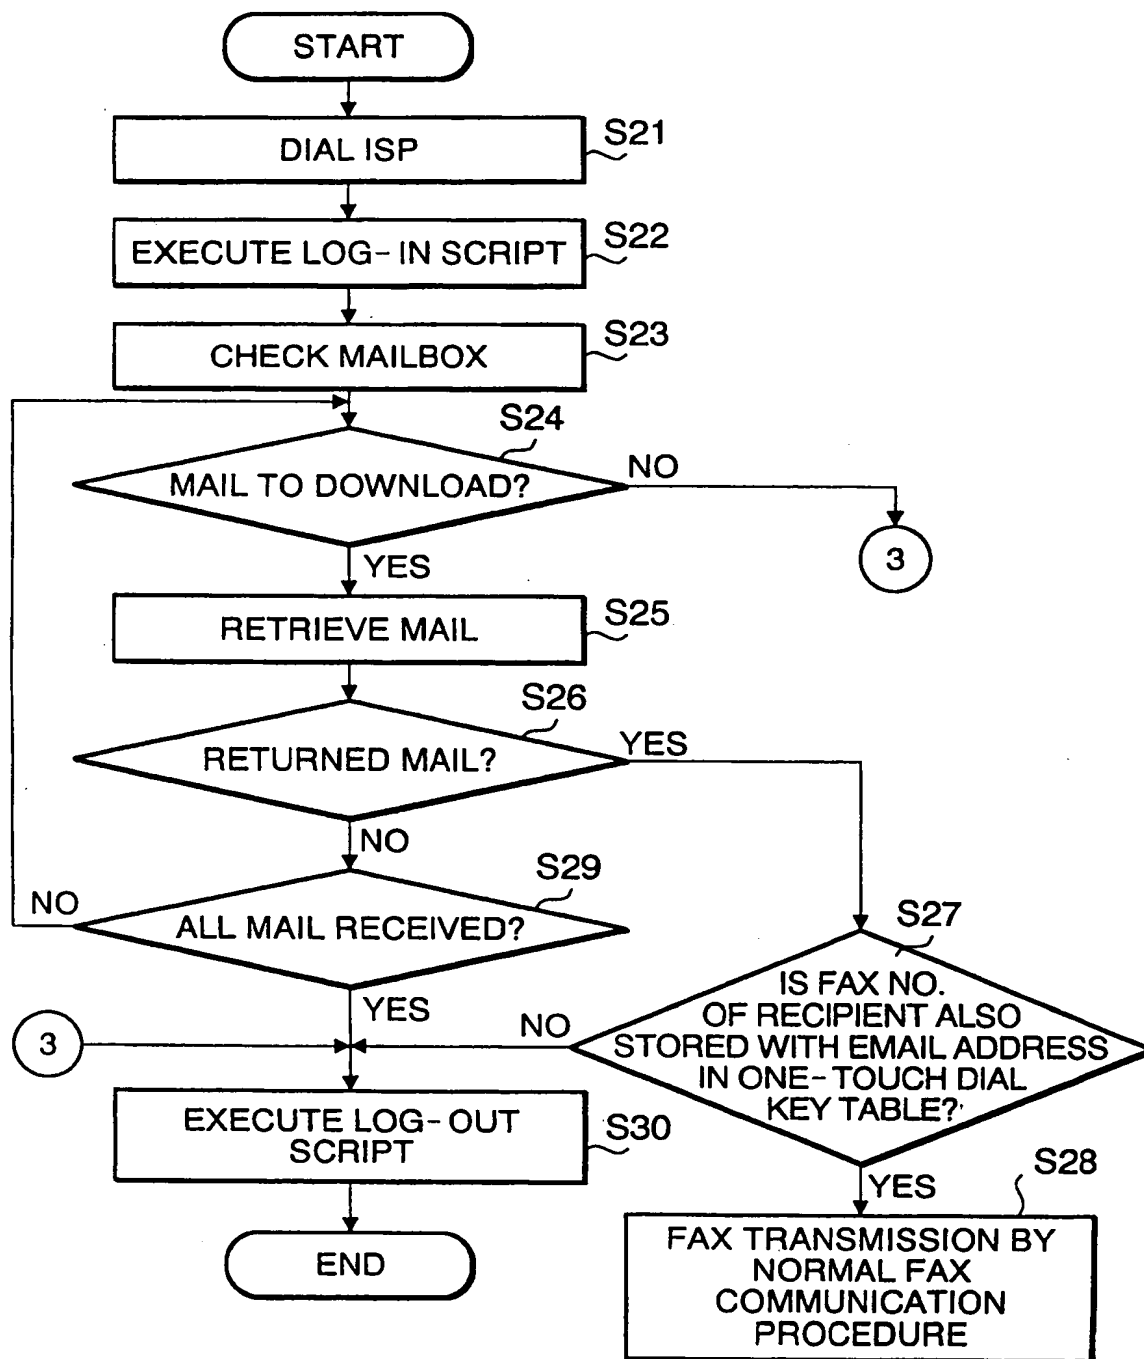 START
DIAL ISP
S21
EXECUTE LOG-IN SCRIPT
S22
CHECK MAILBOX
S23
MAIL TO DOWNLOAD?
S24
NO
3
YES
RETRIEVE MAIL
S25
RETURNED MAIL?
S26
YES
NO
ALL MAIL RECEIVED?
S29
NO
YES
3
S27
IS FAX NO.
OF RECIPIENT ALSO
STORED WITH EMAIL ADDRESS
IN ONE-TOUCH DIAL
KEY TABLE?
NO
YES
EXECUTE LOG-OUT
SCRIPT
S30
END
S28
FAX TRANSMISSION BY
NORMAL FAX
COMMUNICATION
PROCEDURE